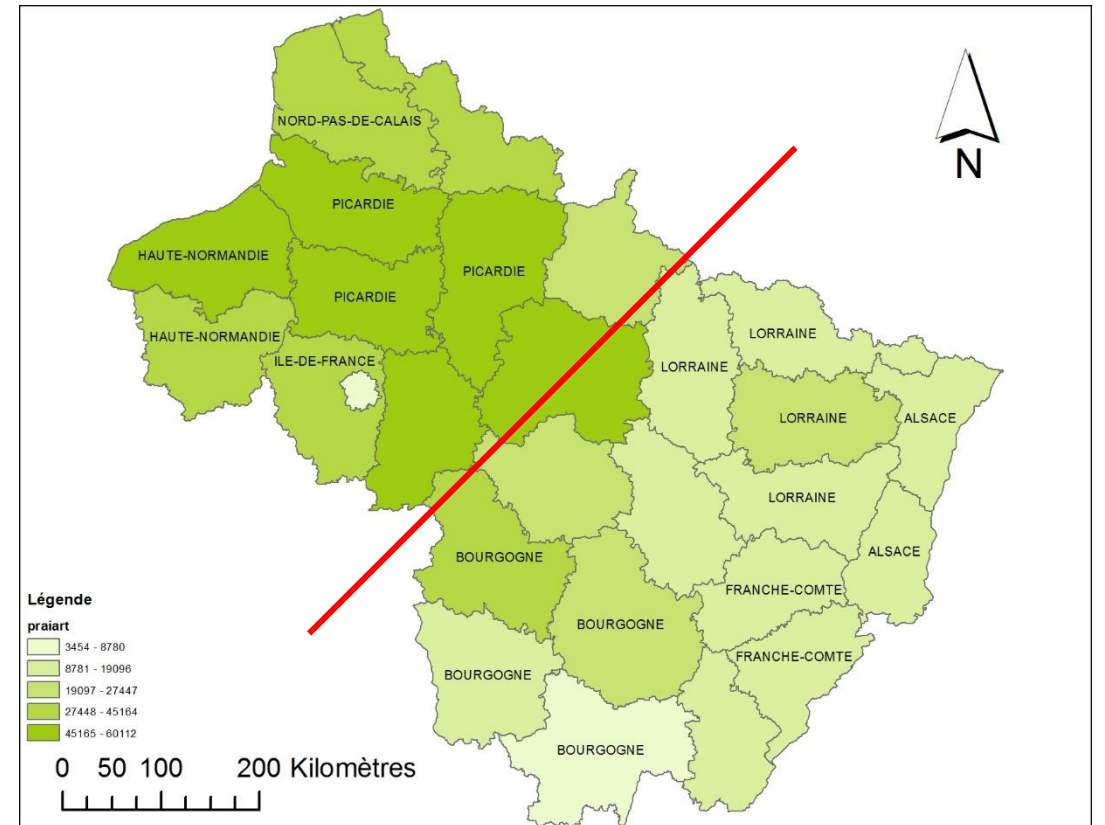 NORD-PAS-DE-CALAIS
N
PICARDIE
HAUTE-NORMANDIE
PICARDIE
PICARDIE
HAUTE-NORMANDIE
LORRAINE
ILE-DE-FRANCE
LORRAINE
LORRAINE
ALSACE
LORRAINE
BOURGOGNE
ALSACE
FRANCHE-COMTE
BOURGOGNE
FRANCHE-COMTE
BOURGOGNE
BOURGOGNE
Légende
praiart
3454 - 8780
8781 - 19096
19097 - 27447
27448 - 45164
45165 - 60112
0 50 100 200 Kilomètres